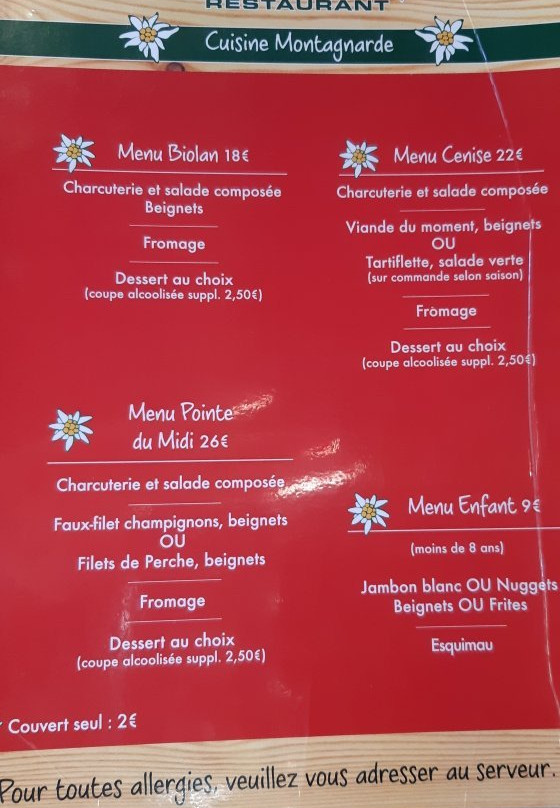 RESTAURANT
Cuisine Montagnarde
Menu Biolan 18€
Charcuterie et salade composée
Beignets
Fromage
Dessert au choix
(coupe alcoolisée suppl. 2,50€)
Menu Cenise 22€
Charcuterie et salade composée
Viande du moment, beignets
OU
Tartiflette, salade verte
(sur commande selon saison)
Fromage
Dessert au choix
(coupe alcoolisée suppl. 2,50€)
Menu Pointe
du Midi 26€
Charcuterie et salade composée
Faux-filet champignons, beignets
OU
Filets de Perche, beignets
Fromage
Dessert au choix
(coupe alcoolisée suppl. 2,50€)
Menu Enfant 9€
(moins de 8 ans)
Jambon blanc OU Nuggets
Beignets OU Frites
Esquimau
Couvert seul : 2€
Pour toutes allergies, veuillez vous adresser au serveur.